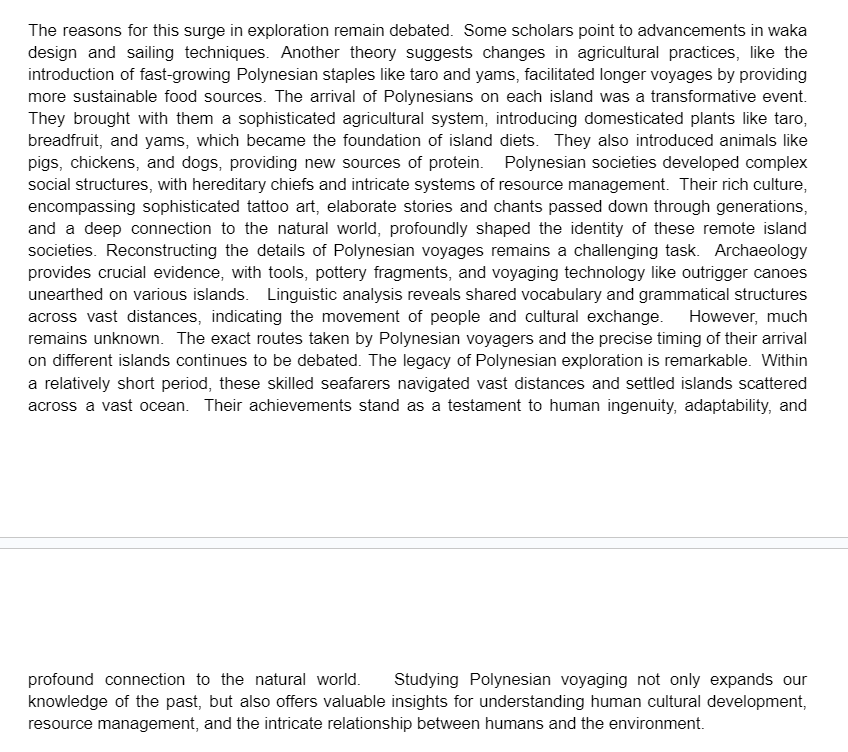 The reasons for this surge in exploration remain debated. Some scholars point to advancements in waka
design and sailing techniques. Another theory suggests changes in agricultural practices, like the
introduction of fast-growing Polynesian staples like taro and yams, facilitated longer voyages by providing
more sustainable food sources. The arrival of Polynesians on each island was a transformative event.
They brought with them a sophisticated agricultural system, introducing domesticated plants like taro,
breadfruit, and yams, which became the foundation of island diets. They also introduced animals like
pigs, chickens, and dogs, providing new sources of protein. Polynesian societies developed complex
social structures, with hereditary chiefs and intricate systems of resource management. Their rich culture,
encompassing sophisticated tattoo art, elaborate stories and chants passed down through generations,
and a deep connection to the natural world, profoundly shaped the identity of these remote island
societies. Reconstructing the details of Polynesian voyages remains a challenging task. Archaeology
provides crucial evidence, with tools, pottery fragments, and voyaging technology like outrigger canoes
unearthed on various islands. Linguistic analysis reveals shared vocabulary and grammatical structures
across vast distances, indicating the movement of people and cultural exchange. However, much
remains unknown. The exact routes taken by Polynesian voyagers and the precise timing of their arrival
on different islands continues to be debated. The legacy of Polynesian exploration is remarkable. Within
a relatively short period, these skilled seafarers navigated vast distances and settled islands scattered
across a vast ocean. Their achievements stand as a testament to human ingenuity, adaptability, and
profound connection to the natural world. Studying Polynesian voyaging not only expands our
knowledge of the past, but also offers valuable insights for understanding human cultural development,
resource management, and the intricate relationship between humans and the environment.